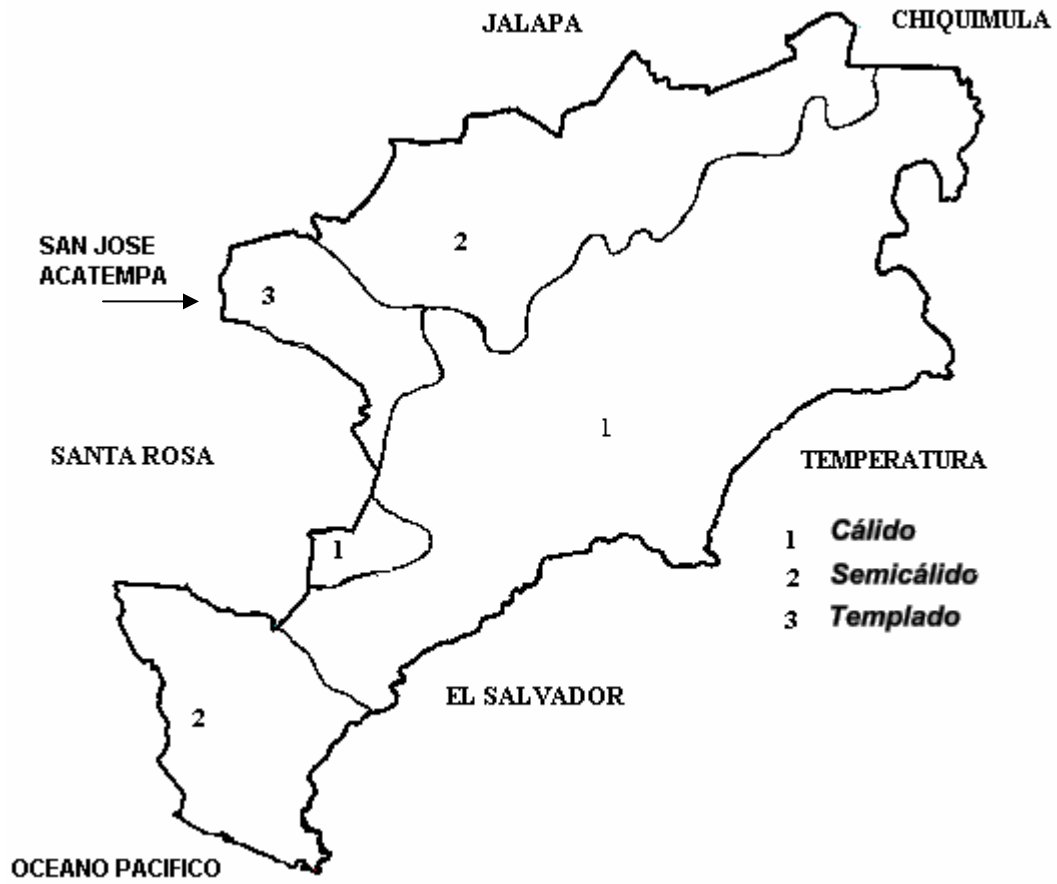 JALAPA
CHIQUIMULA
SAN JOSE
ACATEMPA
2
3
1
SANTA ROSA
TEMPERATURA
1 Cálido
2 Semicálido
3 Templado
1
EL SALVADOR
2
OCEANO PACIFICO